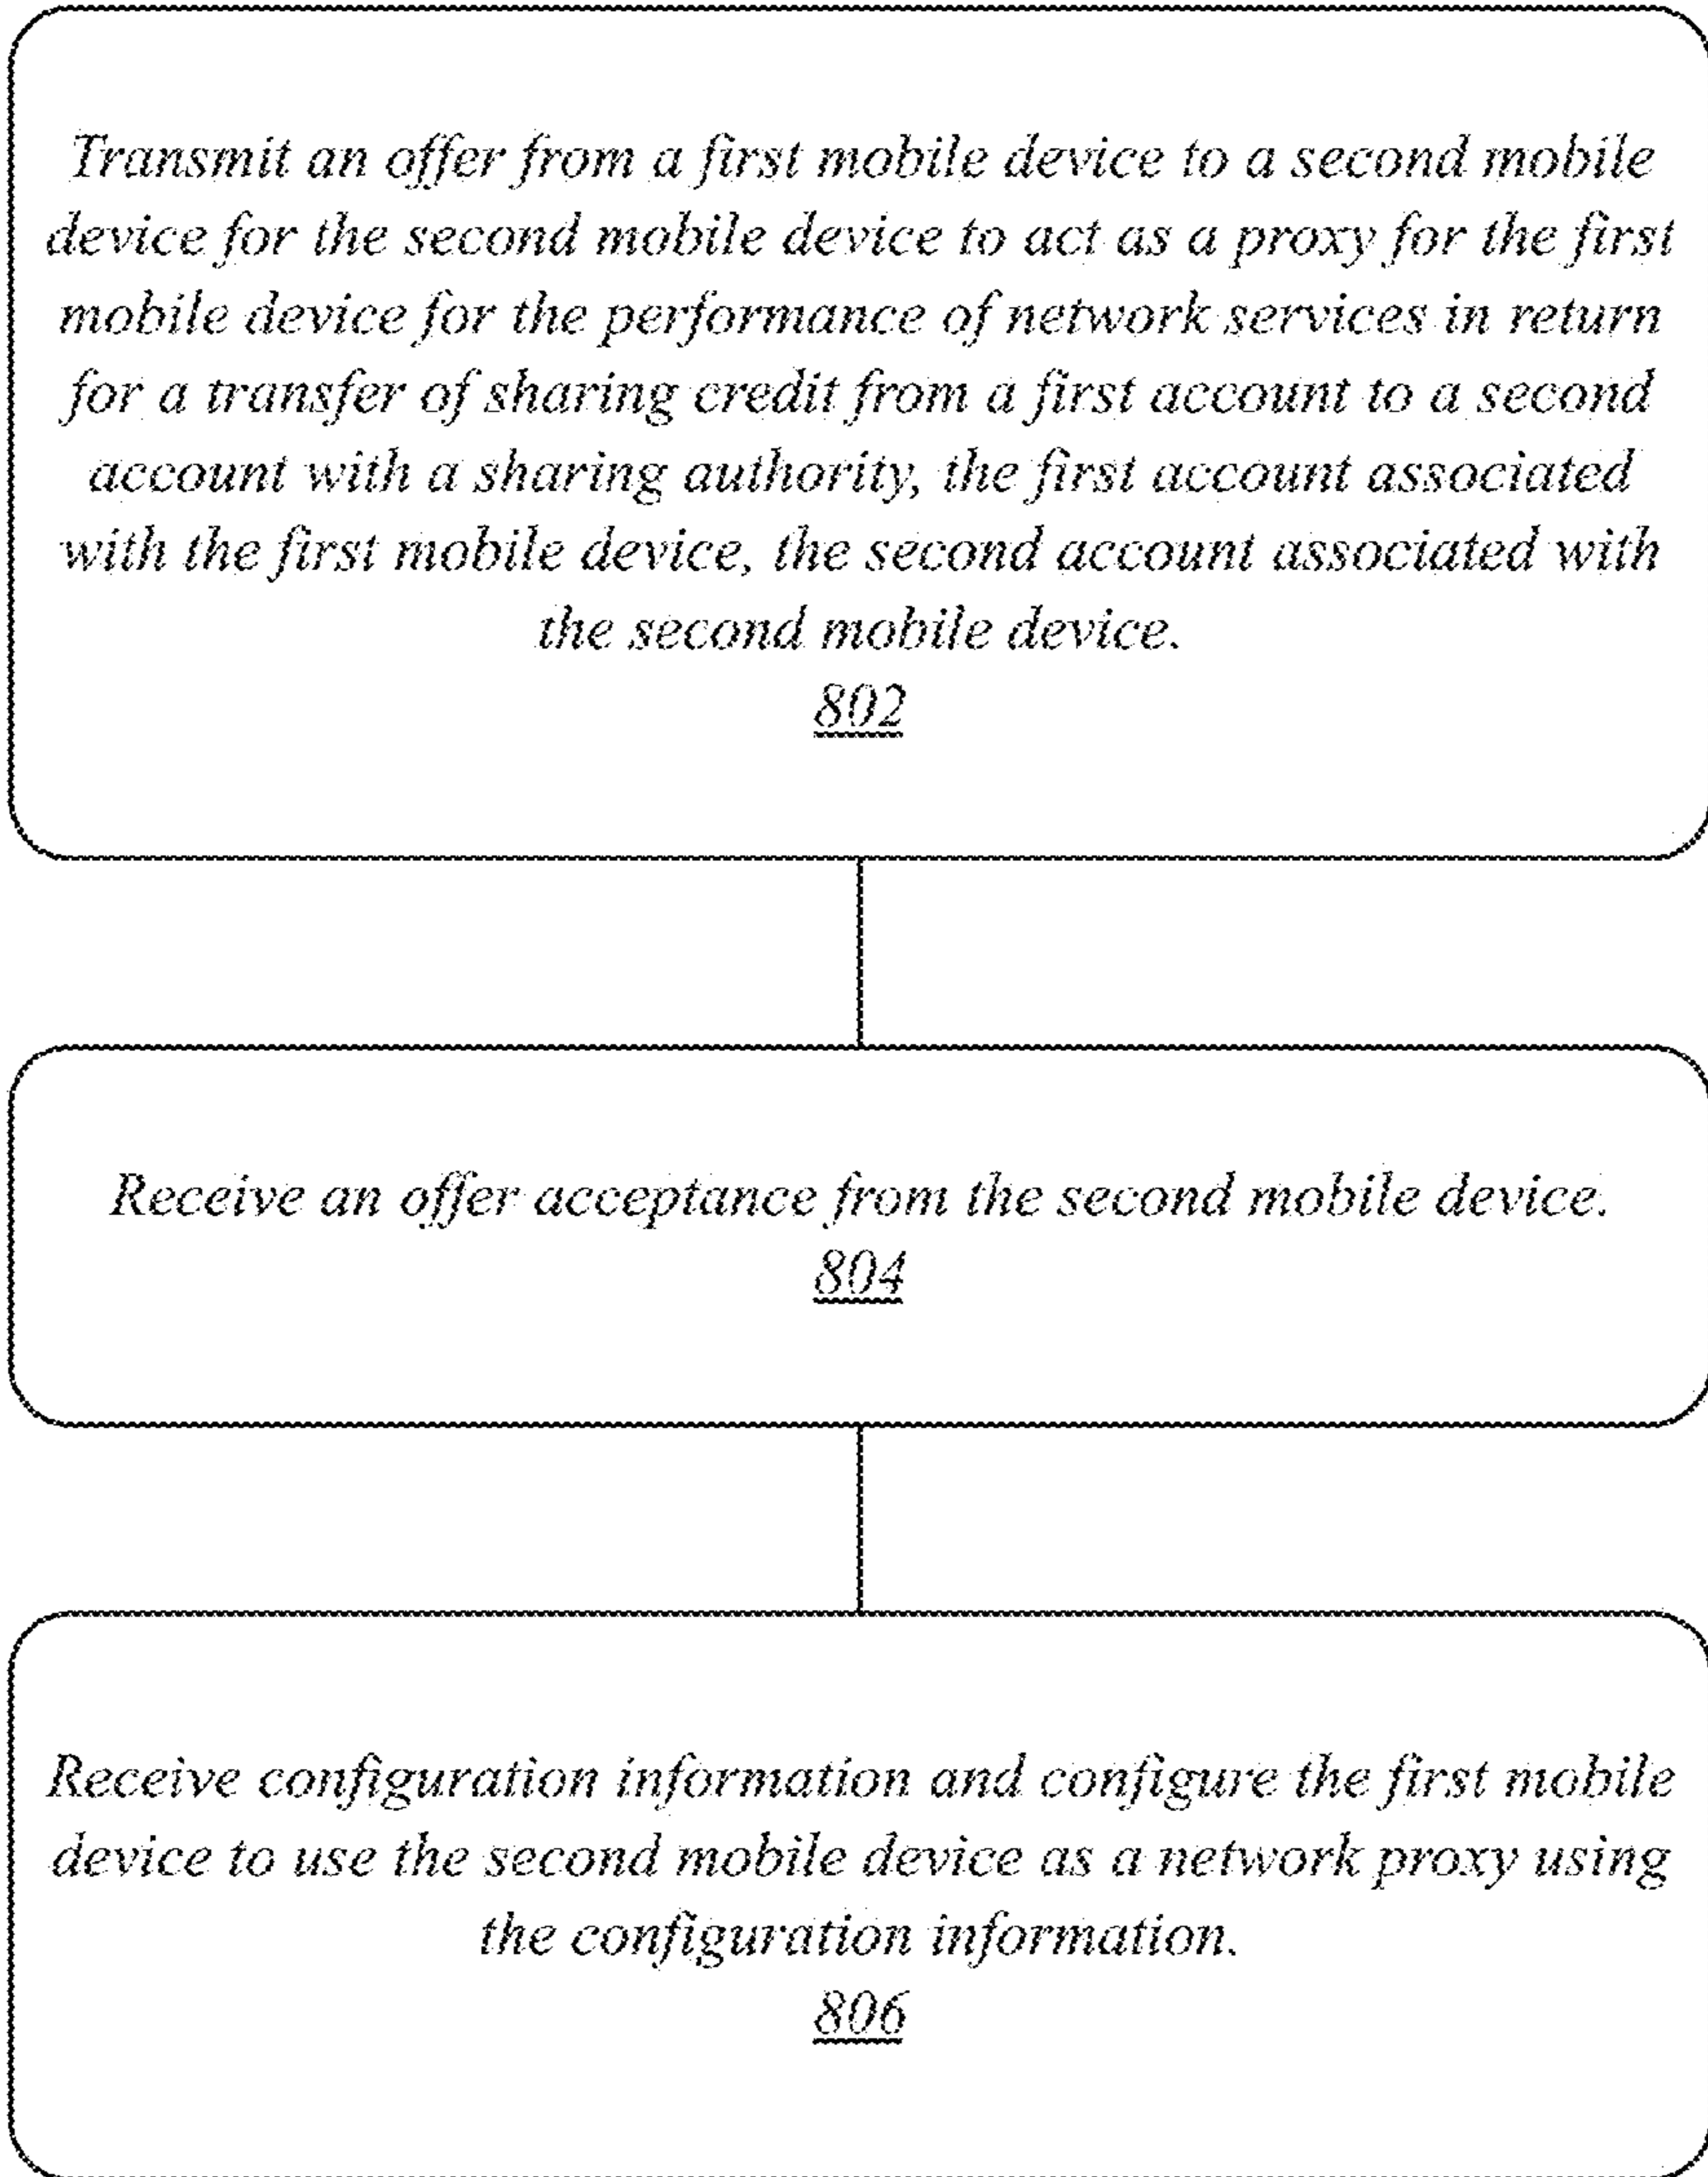 Transmit an offer from a first mobile device to a second mobile
device for the second mobile device to act as a proxy for the first
mobile device for the performance of network services in return
for a transfer of sharing credit from a first account to a second
account with a sharing authority, the first account associated
with the first mobile device, the second account associated with
the second mobile device.
802
Receive an offer acceptance from the second mobile device.
804
Receive configuration information and configure the first mobile
device to use the second mobile device as a network proxy using
the configuration information.
806